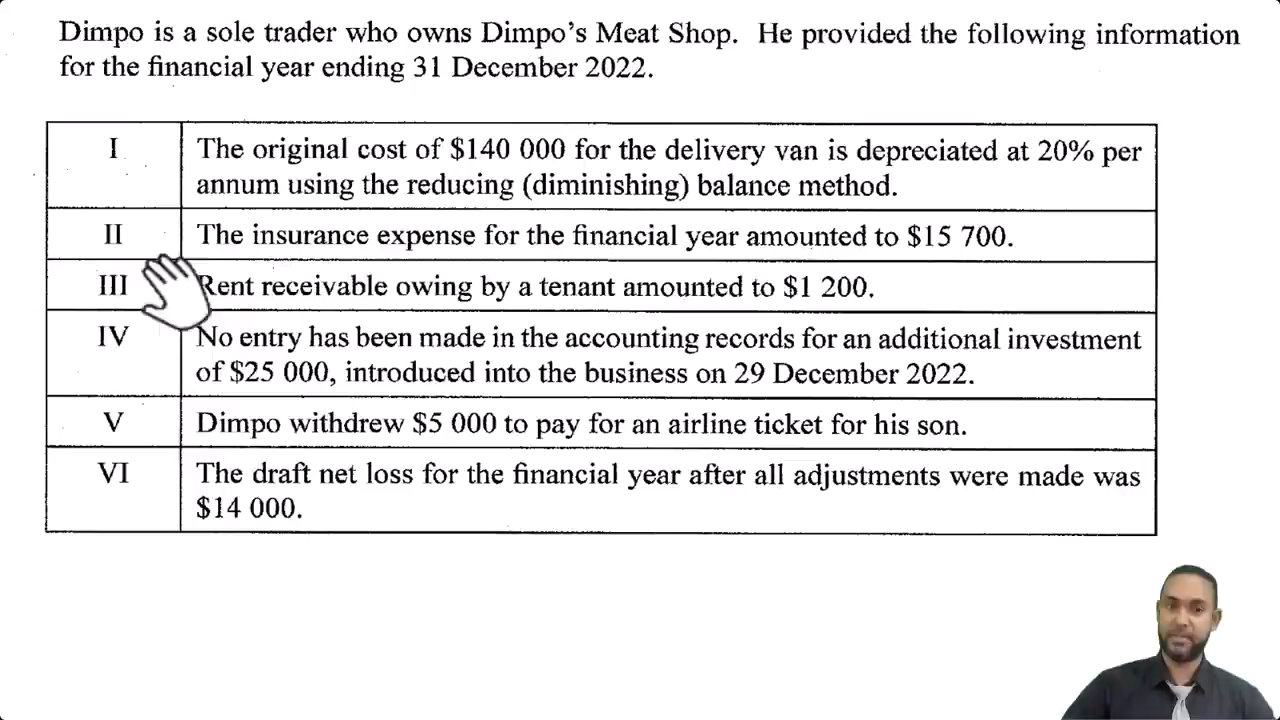 Dimpo is a sole trader who owns Dimpo's Meat Shop. He provided the following information
for the financial year ending 31 December 2022.
I
The original cost of $140 000 for the delivery van is depreciated at 20% per
annum using the reducing (diminishing) balance method.
II
The insurance expense for the financial year amounted to $15 700.
III
Rent receivable owing by a tenant amounted to $1 200.
IV
No entry has been made in the accounting records for an additional investment
of $25 000, introduced into the business on 29 December 2022.
V
Dimpo withdrew $5 000 to pay for an airline ticket for his son.
VI
The draft net loss for the financial year after all adjustments were made was
$14 000.